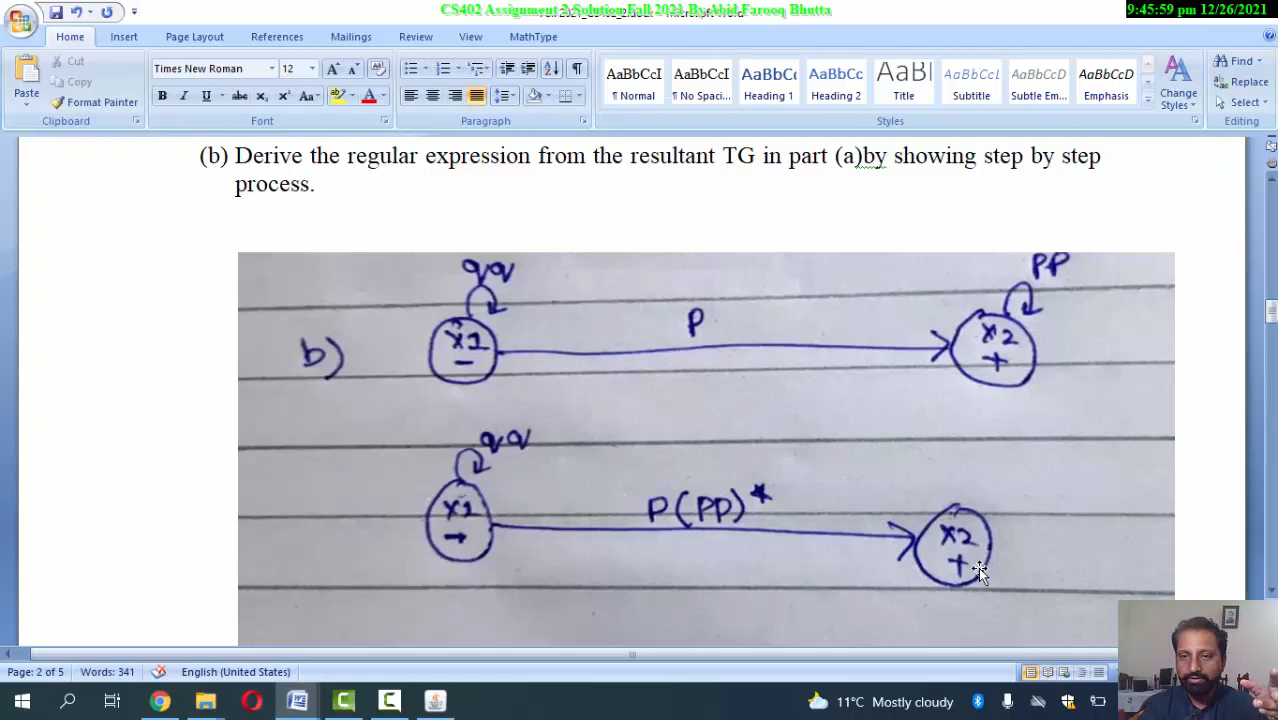 CS402 Assignment 2 Solution Fall 2021 By Abid Farooq Bhutta
9:45:59 pm 12/26/2021
Home Insert Page Layout References Mailings Review View MathType
Paste
Cut
Copy
Format Painter
Clipboard
Times New Roman 12
Font
Paragraph
AaBbCcI AaBbCcI AaBbCc AaBbCc AaBl AaBbCcI AaBbCcD AaBbCcD
¶ Normal ¶ No Spaci... Heading 1 Heading 2 Title Subtitle Subtle Em... Emphasis
Change Styles
Styles
Find
Replace
Select
Editing
(b) Derive the regular expression from the resultant TG in part (a)by showing step by step
process.
qq PP
b) X1 - P X2 +
qq
X1 - P(PP)* X2 +
Page: 2 of 5 Words: 341 English (United States)
11°C Mostly cloudy